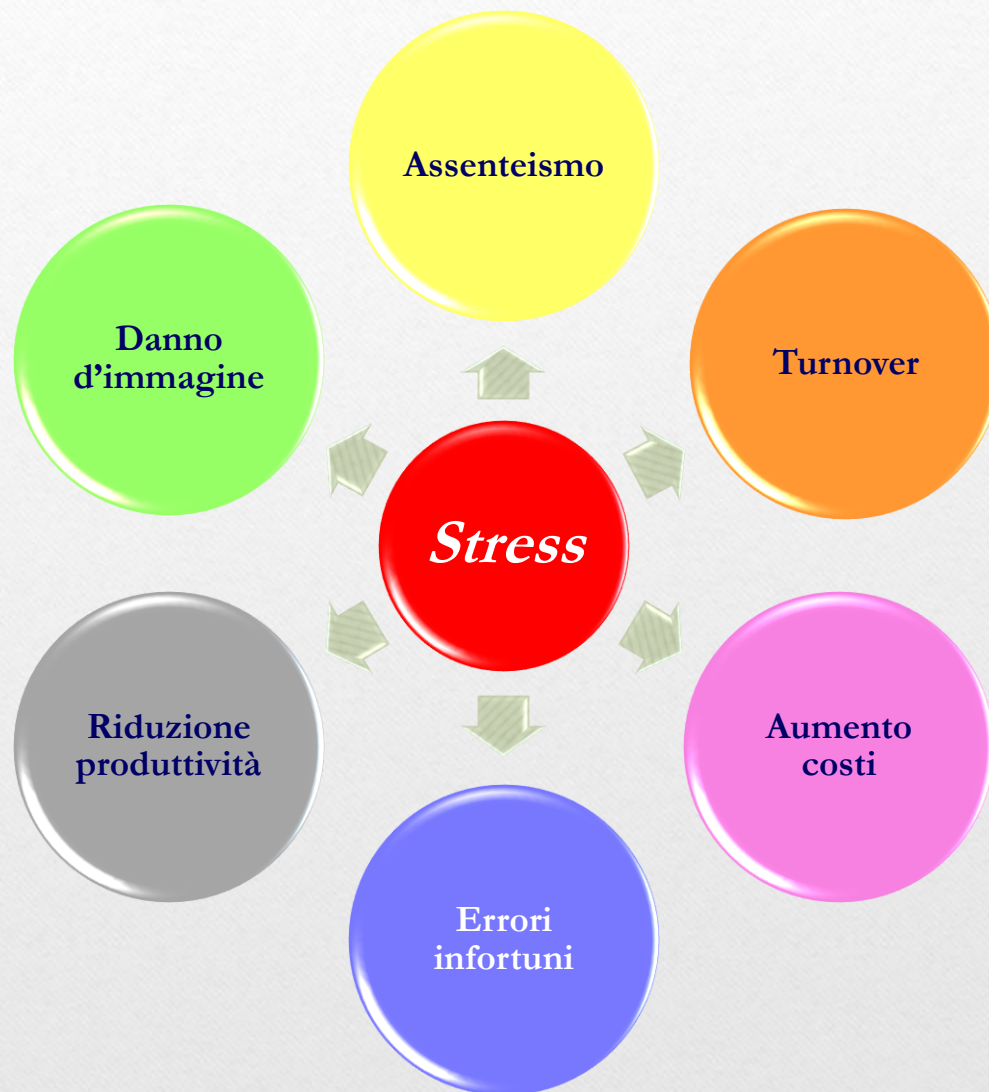 Assenteismo
Danno
d’immagine
Turnover
Stress
Riduzione
produttività
Aumento
costi
Errori
infortuni